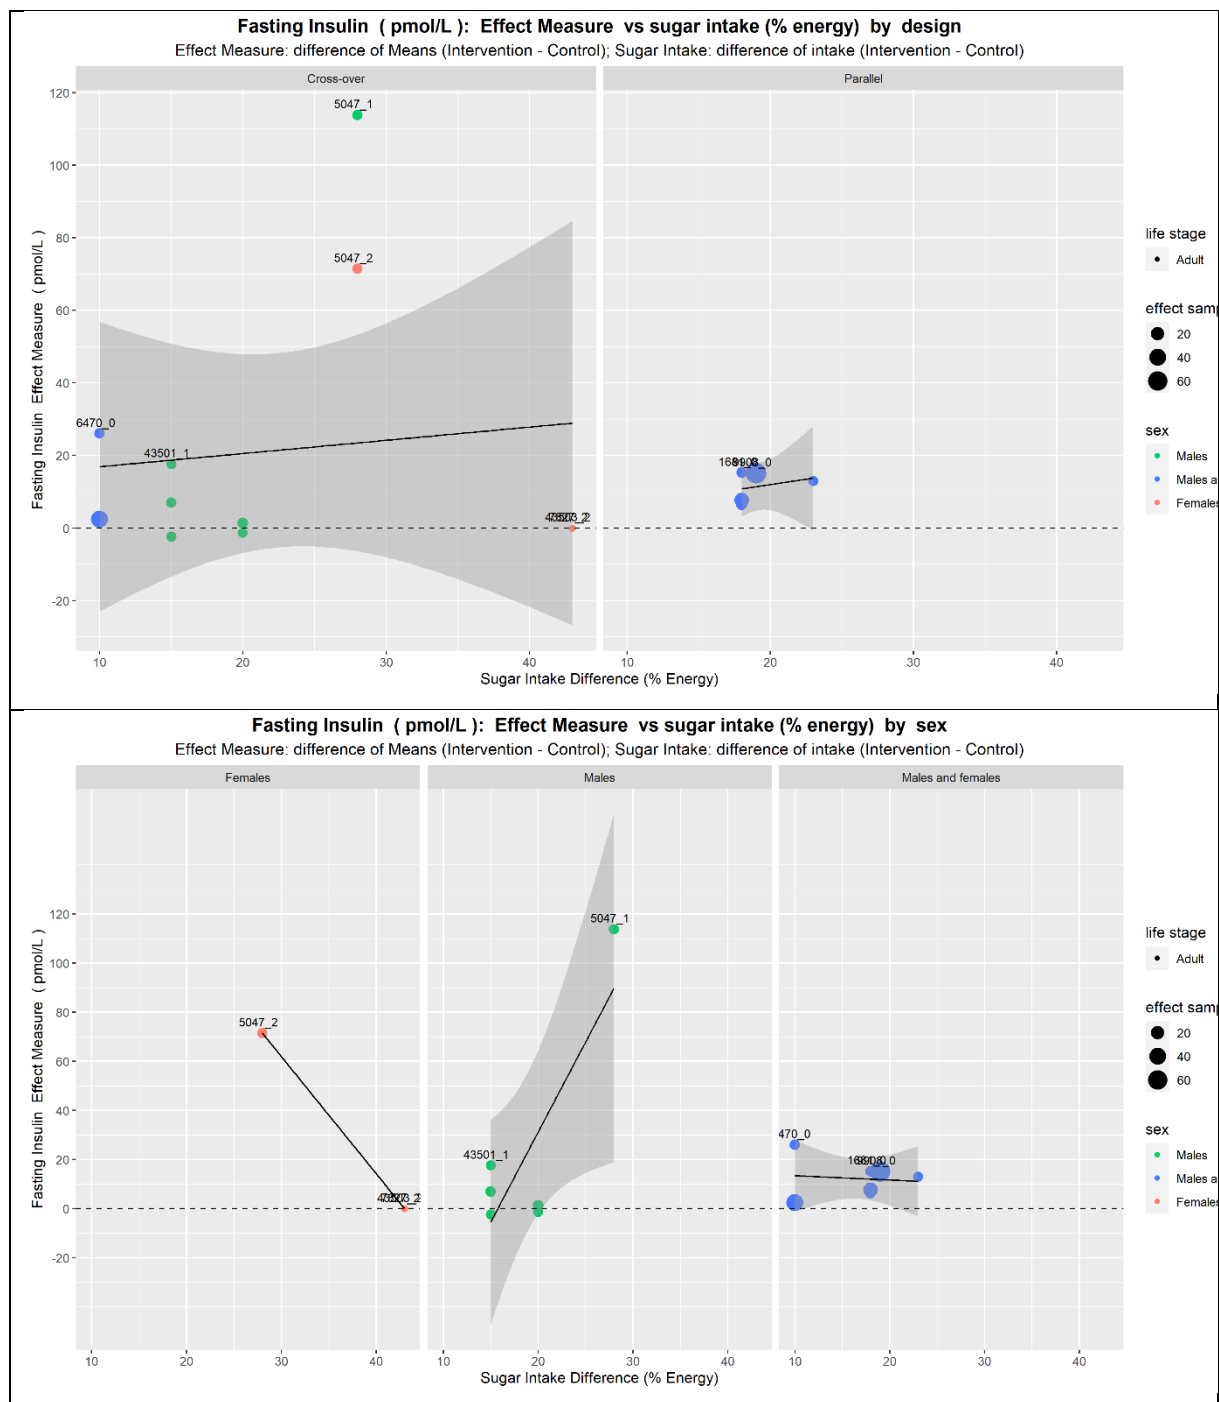 Fasting Insulin ( pmol/L ): Effect Measure vs sugar intake (% energy) by design
Effect Measure: difference of Means (Intervention - Control); Sugar Intake: difference of intake (Intervention - Control)
Cross-over
Parallel
Fasting Insulin Effect Measure ( pmol/L )
120
100
80
60
40
20
0
-20
5047_1
5047_2
6470_0
43501_1
10
20
30
40
10
20
30
40
Sugar Intake Difference (% Energy)
life stage
Adult
effect samp
20
40
60
sex
Males
Males a
Females
Fasting Insulin ( pmol/L ): Effect Measure vs sugar intake (% energy) by sex
Effect Measure: difference of Means (Intervention - Control); Sugar Intake: difference of intake (Intervention - Control)
Females
Males
Males and females
Fasting Insulin Effect Measure ( pmol/L )
120
100
80
60
40
20
0
-20
5047_2
5047_1
43501_1
470_0
10
20
30
40
10
20
30
40
10
20
30
40
Sugar Intake Difference (% Energy)
life stage
Adult
effect samp
20
40
60
sex
Males
Males a
Females